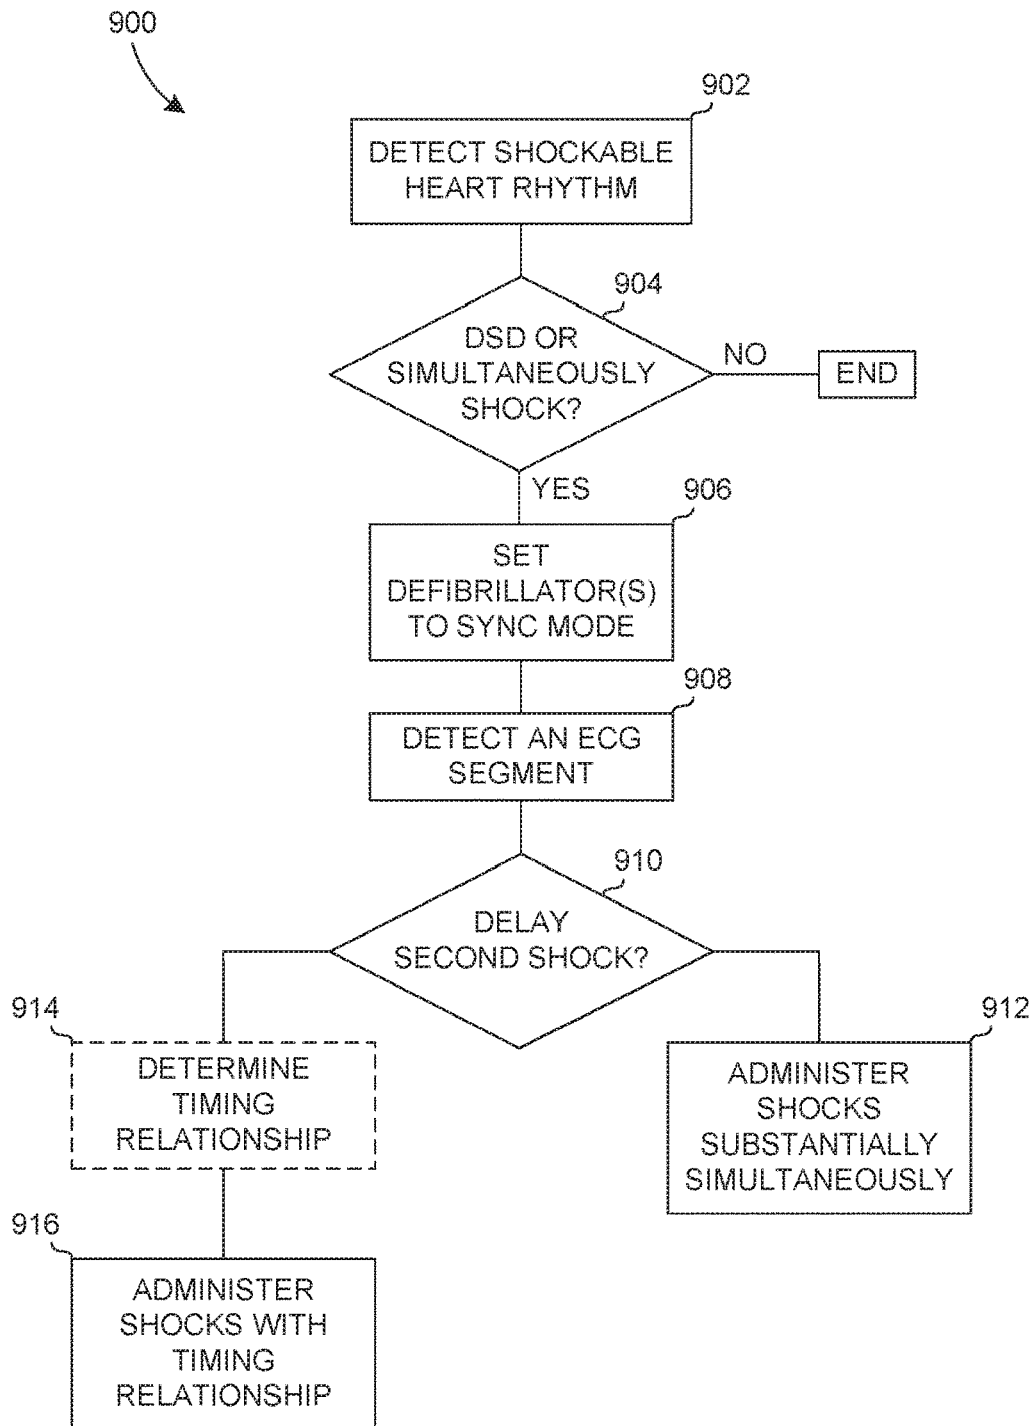 900
902
DETECT SHOCKABLE
HEART RHYTHM
904
DSD OR
SIMULTANEOUSLY
SHOCK?
NO
END
YES
906
SET
DEFIBRILLATOR(S)
TO SYNC MODE
908
DETECT AN ECG
SEGMENT
910
DELAY
SECOND SHOCK?
914
DETERMINE
TIMING
RELATIONSHIP
912
ADMINISTER
SHOCKS
SUBSTANTIALLY
SIMULTANEOUSLY
916
ADMINISTER
SHOCKS WITH
TIMING
RELATIONSHIP